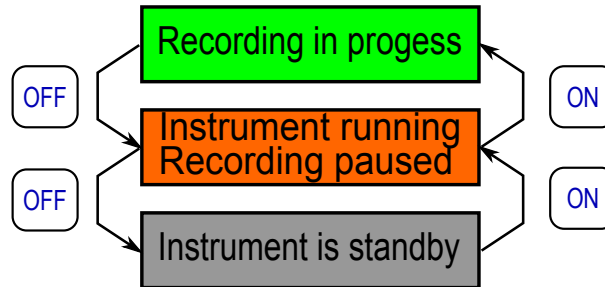 Recording in progess
OFF
ON
Instrument running
Recording paused
OFF
ON
Instrument is standby